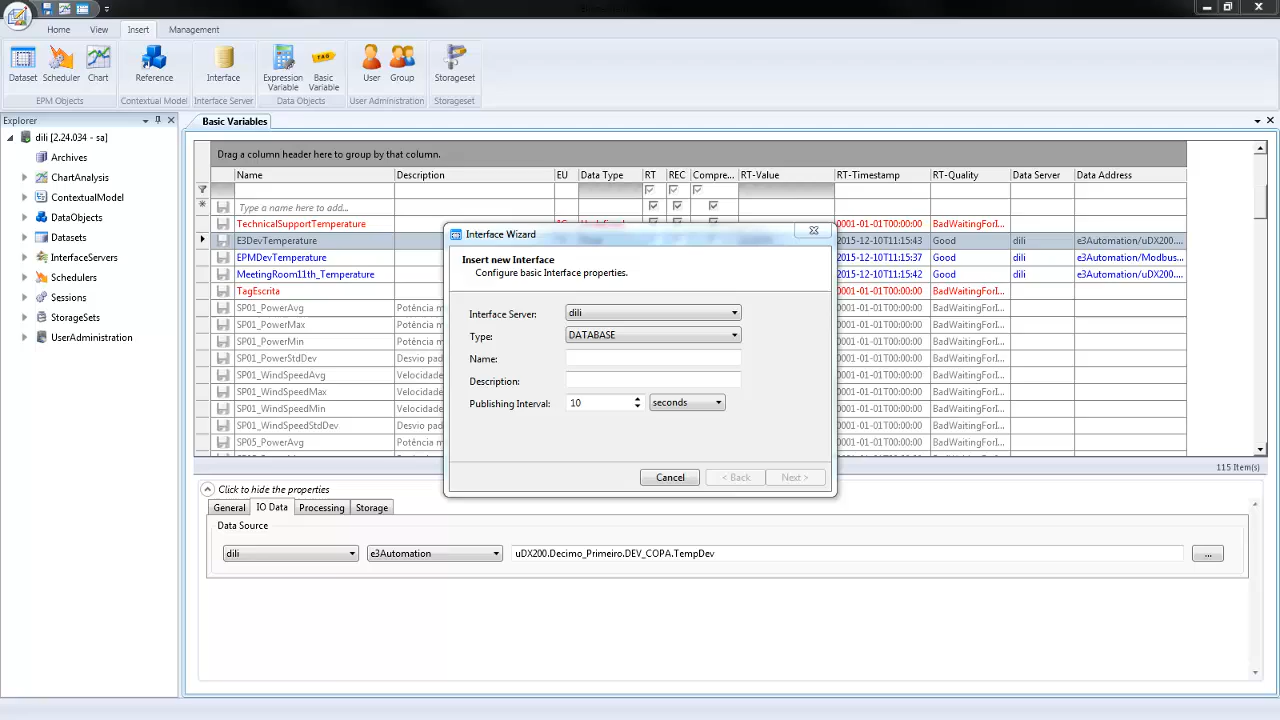 Home View Insert Management
Dataset Scheduler Chart Reference Interface Expression Variable TAG Basic Variable User Group Storageset
EPM Objects Contextual Model Interface Server Data Objects User Administration Storageset
Explorer
dili [2.24.034 - sa]
Archives
ChartAnalysis
ContextualModel
DataObjects
Datasets
InterfaceServers
Schedulers
Sessions
StorageSets
UserAdministration
Basic Variables
Drag a column header here to group by that column.
Name Description EU Data Type RT REC Compre... RT-Value RT-Timestamp RT-Quality Data Server Data Address
Type a name here to add...
TechnicalSupportTemperature 0001-01-01T00:00:00 BadWaitingForI...
E3DevTemperature 2015-12-10T11:15:43 Good dili e3Automation/uDX200....
EPMDevTemperature 2015-12-10T11:15:37 Good dili e3Automation/Modbus...
MeetingRoom11th_Temperature 2015-12-10T11:15:42 Good dili e3Automation/uDX200....
TagEscrita 0001-01-01T00:00:00 BadWaitingForI...
SP01_PowerAvg Potência m 0001-01-01T00:00:00 BadWaitingForI...
SP01_PowerMax Potência m 0001-01-01T00:00:00 BadWaitingForI...
SP01_PowerMin Potência m 0001-01-01T00:00:00 BadWaitingForI...
SP01_PowerStdDev Desvio pad 0001-01-01T00:00:00 BadWaitingForI...
SP01_WindSpeedAvg Velocidade 0001-01-01T00:00:00 BadWaitingForI...
SP01_WindSpeedMax Velocidade 0001-01-01T00:00:00 BadWaitingForI...
SP01_WindSpeedMin Velocidade 0001-01-01T00:00:00 BadWaitingForI...
SP01_WindSpeedStdDev Desvio pad 0001-01-01T00:00:00 BadWaitingForI...
SP05_PowerAvg Potência m 0001-01-01T00:00:00 BadWaitingForI...
115 Item(s)
Interface Wizard
Insert new Interface
Configure basic Interface properties.
Interface Server: dili
Type: DATABASE
Name:
Description:
Publishing Interval: 10 seconds
Cancel < Back Next >
Click to hide the properties
General IO Data Processing Storage
Data Source
dili e3Automation uDX200.Decimo_Primeiro.DEV_COPA.TempDev ...